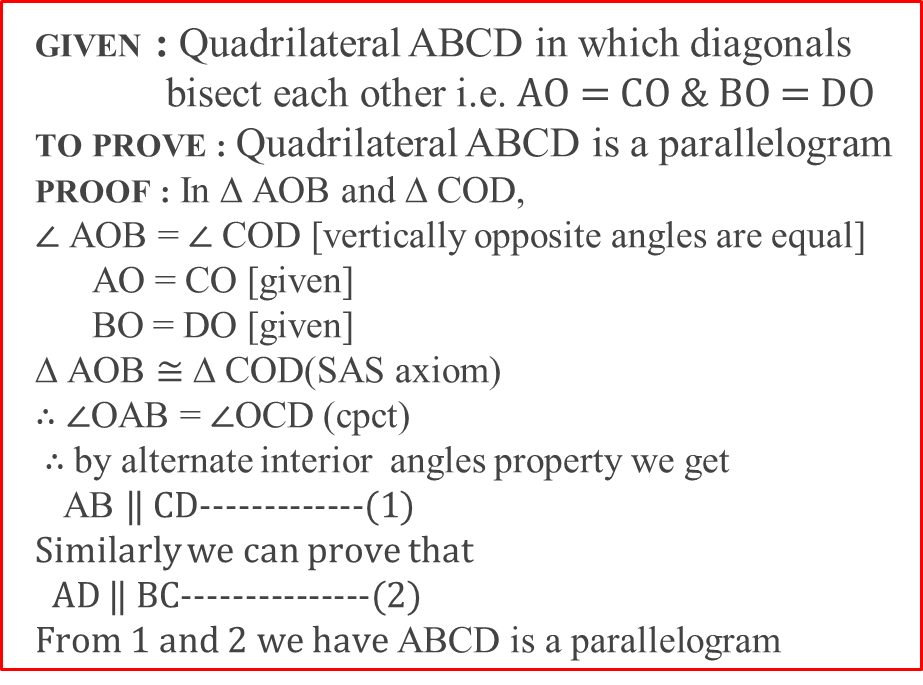 GIVEN : Quadrilateral ABCD in which diagonals
bisect each other i.e. AO = CO & BO = DO
TO PROVE : Quadrilateral ABCD is a parallelogram
PROOF : In Δ AOB and Δ COD,
∠ AOB = ∠ COD [vertically opposite angles are equal]
AO = CO [given]
BO = DO [given]
Δ AOB ≅ Δ COD(SAS axiom)
∴ ∠OAB = ∠OCD (cpct)
∴ by alternate interior angles property we get
AB ∥ CD-------------(1)
Similarly we can prove that
AD ∥ BC---------------(2)
From 1 and 2 we have ABCD is a parallelogram